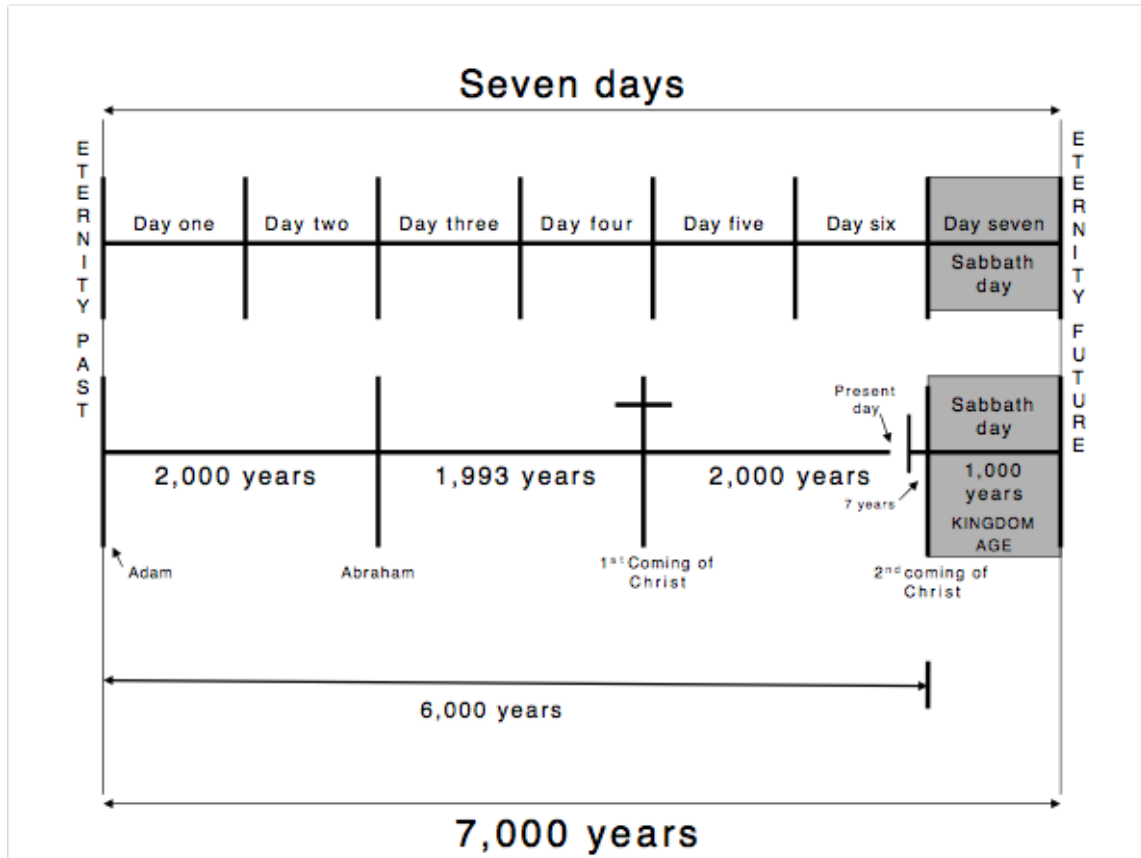 Seven days
ETERNITY PAST
ETERNITY FUTURE
Day one
Day two
Day three
Day four
Day five
Day six
Day seven
Sabbath
day
Present
day
Sabbath
day
2,000 years
1,993 years
2,000 years
7 years
1,000
years
KINGDOM
AGE
Adam
Abraham
1st Coming of
Christ
2nd coming of
Christ
6,000 years
7,000 years